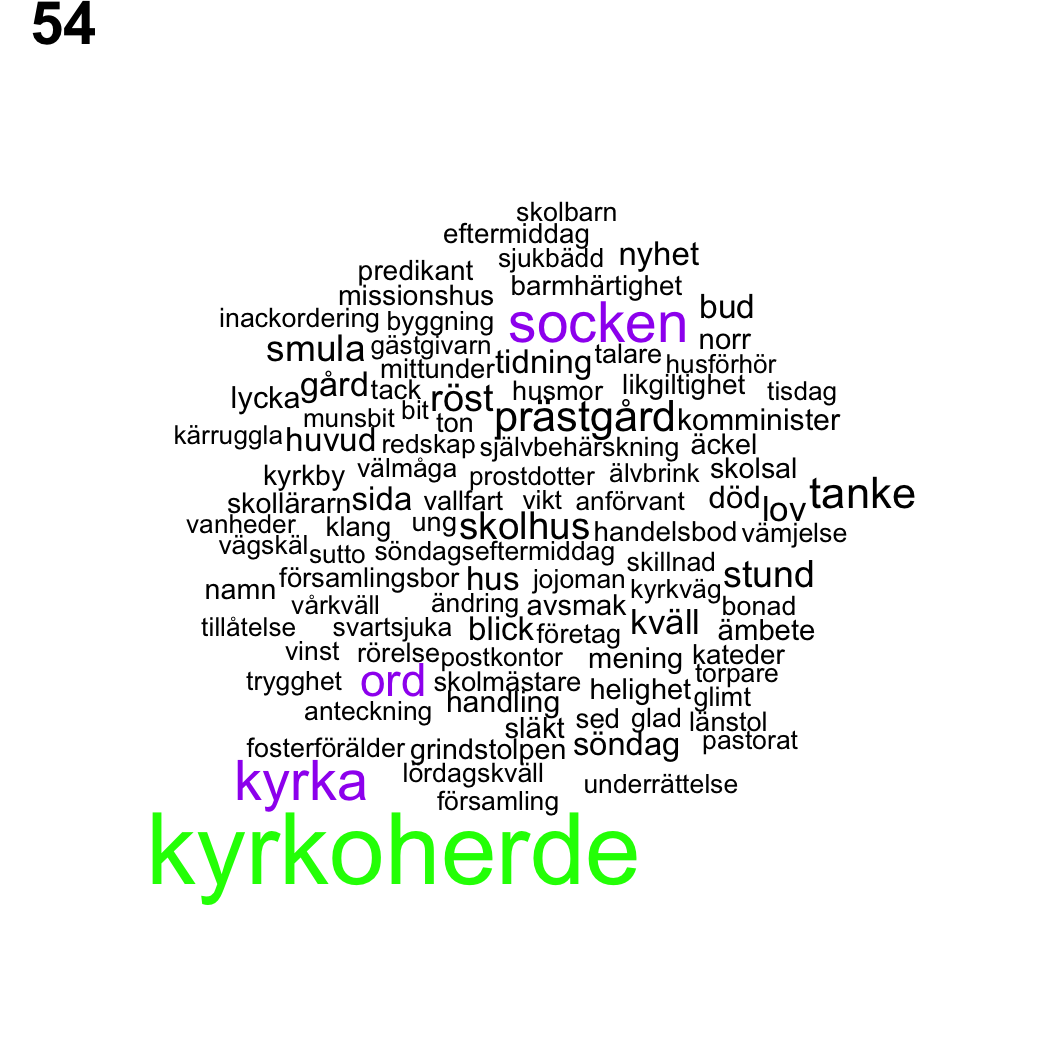 54
skolbarn
eftermiddag
sjukbädd nyhet
predikant
missionshus barmhärtighet
inackordering byggning socken bud
norr
smula gästgivarn tidning talare husförhör
mittunder
lycka gård tack röst husmor likgiltighet tisdag
munsbit bit ton prästgård komminister
kärruggla huvud redskap självbehärskning äckel
kyrkby välmåga prostdotter älvbrink skolsal
skollärarn sida vallfart vikt anförvant död lov tanke
vanheder klang ung skolhus handelsbod vämjelse
vägskäl sutto söndagseftermiddag skillnad
namn församlingsbor hus jojoman kyrkväg stund
vårkväll ändring avsmak bonad
tillåtelse svartsjuka blick företag kväll ämbete
vinst rörelse postkontor mening kateder
trygghet ord skolmästare helighet torpare
anteckning handling glimt
släkt sed glad länstol
fosterförälder grindstolpen söndag pastorat
kyrka lördagskväll underrättelse
församling
kyrkoherde